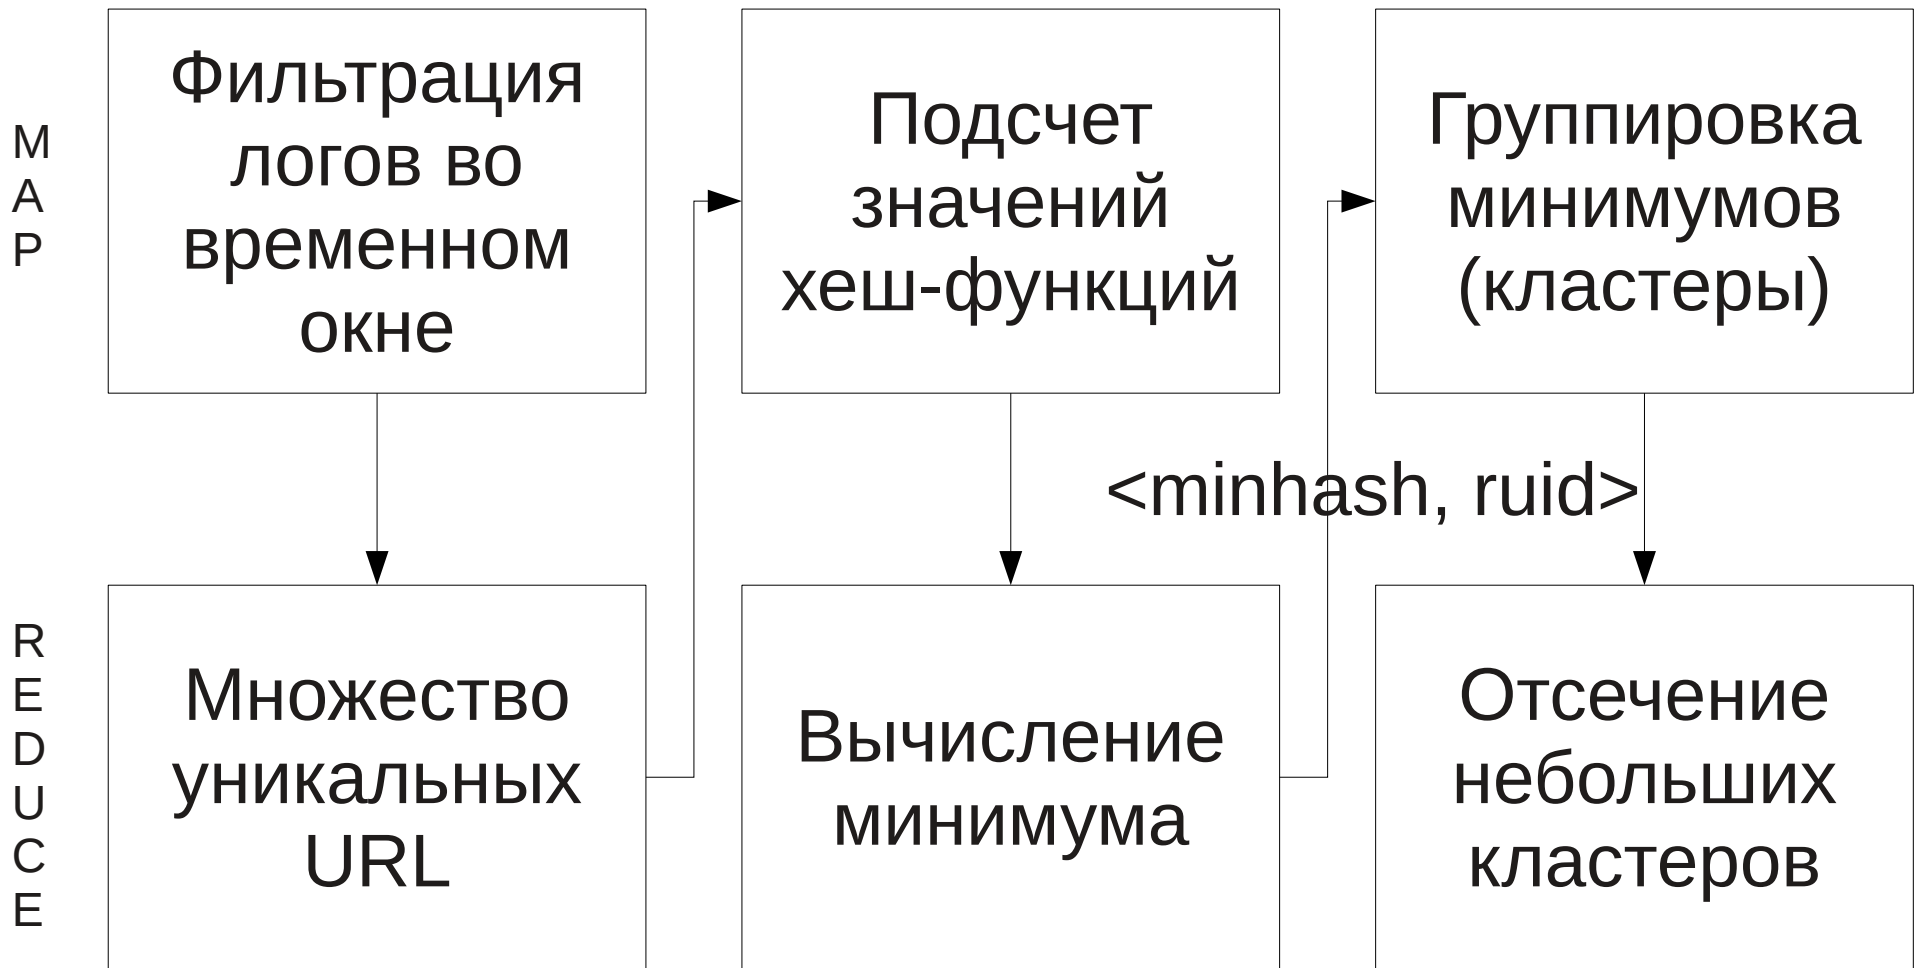 M
A
P
Фильтрация
логов во
временном
окне
Подсчет
значений
хеш-функций
Группировка
минимумов
(кластеры)
<minhash, ruid>
R
E
D
U
C
E
Множество
уникальных
URL
Вычисление
минимума
Отсечение
небольших
кластеров